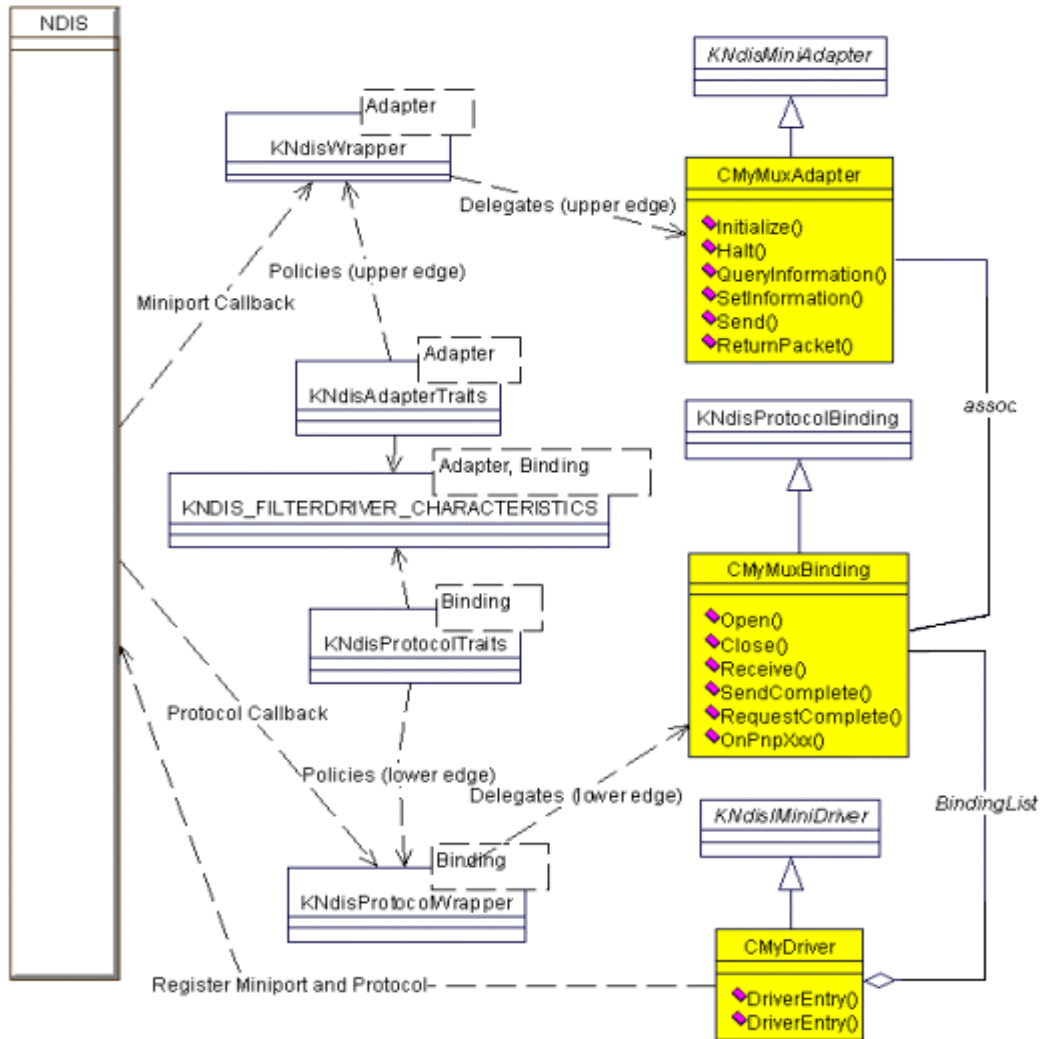 NDIS
KNdisMiniAdapter
Adapter
KNdisWrapper
CMyMuxAdapter
Delegates (upper edge)
Initialize()
Halt()
QueryInformation()
SetInformation()
Send()
ReturnPacket()
Policies (upper edge)
Miniport Callback
Adapter
KNdisAdapterTraits
assoc
KNdisProtocolBinding
Adapter, Binding
KNDIS_FILTERDRIVER_CHARACTERISTICS
CMyMuxBinding
Binding
KNdisProtocolTraits
Open()
Close()
Receive()
SendComplete()
RequestComplete()
OnPnpXxx()
Protocol Callback
Policies (lower edge)
Delegates (lower edge)
BindingList
KNdisIMiniDriver
Binding
KNdisProtocolWrapper
CMyDriver
Register Miniport and Protocol
DriverEntry()
DriverEntry()